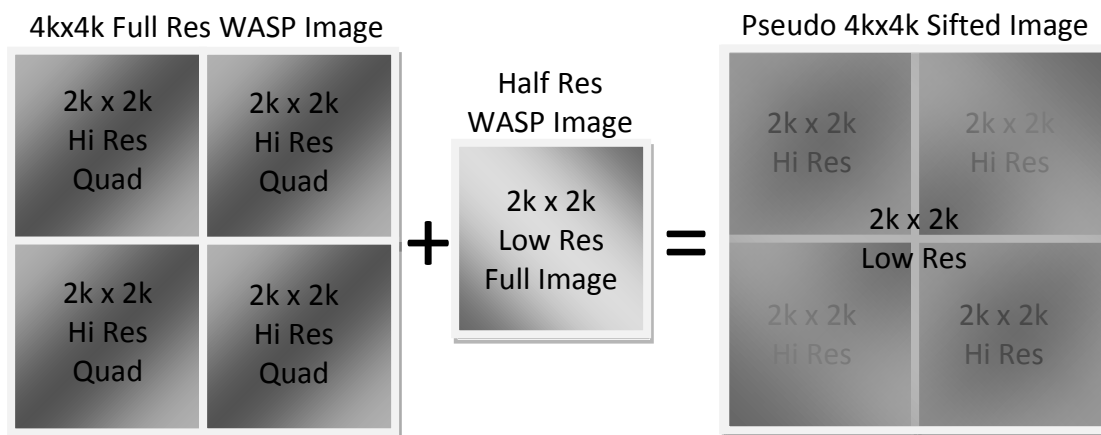 4kx4k Full Res WASP Image
2k x 2k
Hi Res
Quad
2k x 2k
Hi Res
Quad
2k x 2k
Hi Res
Quad
2k x 2k
Hi Res
Quad
+
Half Res
WASP Image
2k x 2k
Low Res
Full Image
=
Pseudo 4kx4k Sifted Image
2k x 2k
Hi Res
2k x 2k
Hi Res
2k x 2k
Low Res
2k x 2k
Hi Res
2k x 2k
Hi Res